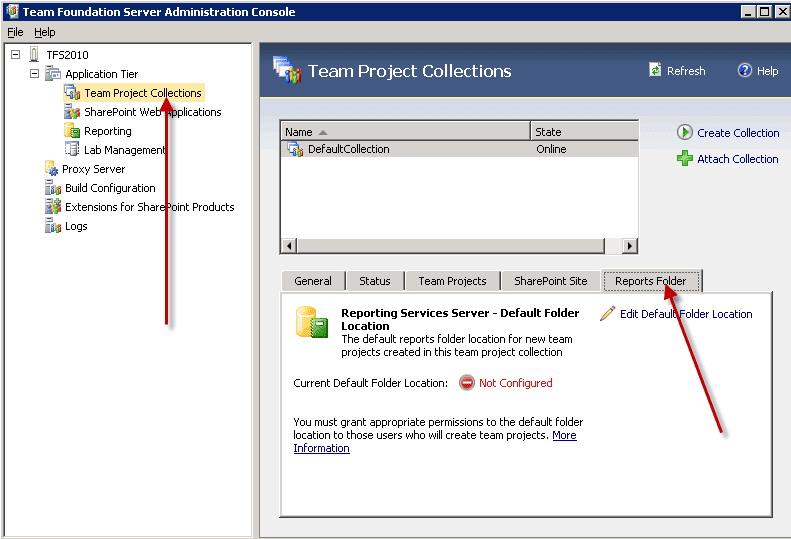 Team Foundation Server Administration Console
File Help
TFS2010
Application Tier
Team Project Collections
SharePoint Web Applications
Reporting
Lab Management
Proxy Server
Build Configuration
Extensions for SharePoint Products
Logs
Team Project Collections
Refresh Help
Name State
DefaultCollection Online
Create Collection
Attach Collection
General Status Team Projects SharePoint Site Reports Folder
Reporting Services Server - Default Folder
Location
The default reports folder location for new team
projects created in this team project collection
Edit Default Folder Location
Current Default Folder Location: Not Configured
You must grant appropriate permissions to the default folder
location to those users who will create team projects. More
Information